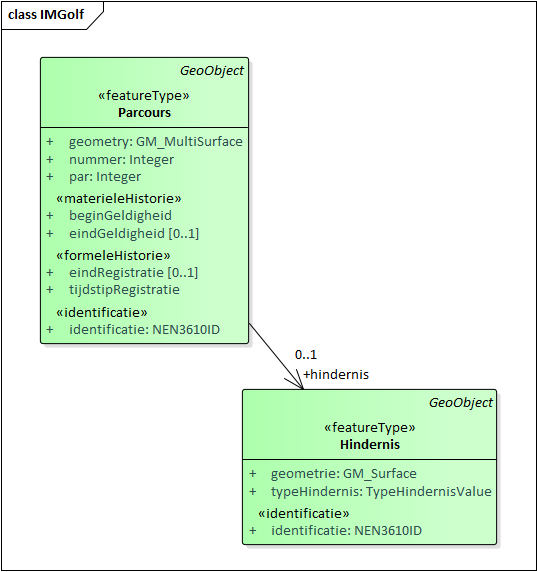 class IMGolf
GeoObject
«featureType»
Parcours
+ geometry: GM_MultiSurface
+ nummer: Integer
+ par: Integer
«materieleHistorie»
+ beginGeldigheid
+ eindGeldigheid [0..1]
«formeleHistorie»
+ eindRegistratie [0..1]
+ tijdstipRegistratie
«identificatie»
+ identificatie: NEN3610ID
0..1
+hindernis
GeoObject
«featureType»
Hindernis
+ geometrie: GM_Surface
+ typeHindernis: TypeHindernisValue
«identificatie»
+ identificatie: NEN3610ID